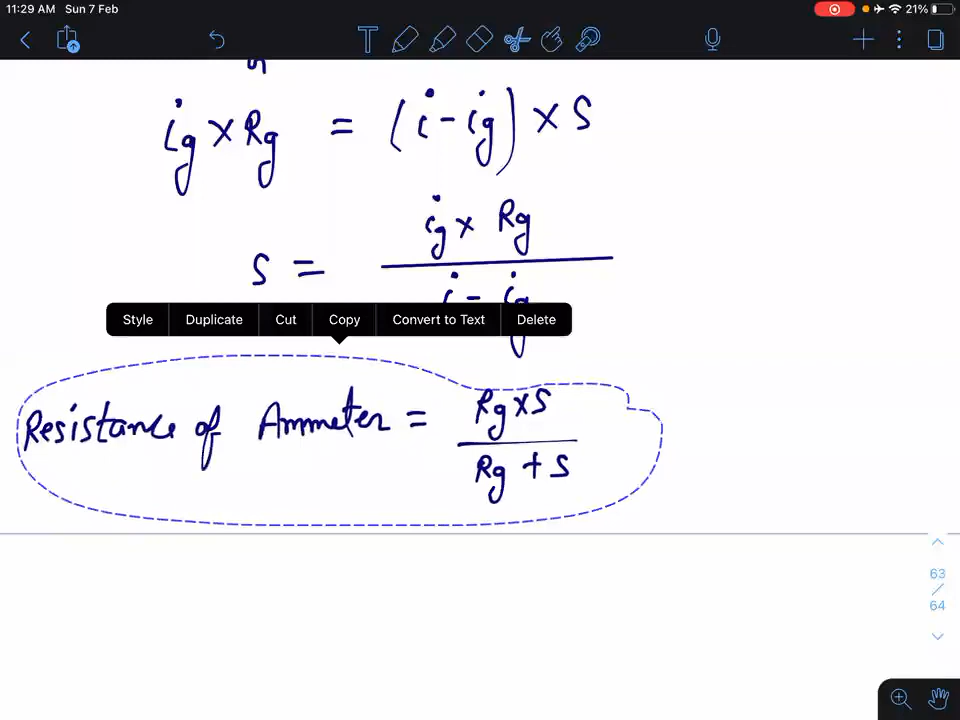 11:29 AM Sun 7 Feb
21%
ig × Rg = (i - ig) × S
ig × Rg
S =
i - ig
Style Duplicate Cut Copy Convert to Text Delete
Resistance of Ammeter = Rg × S
Rg + S
63
/
64